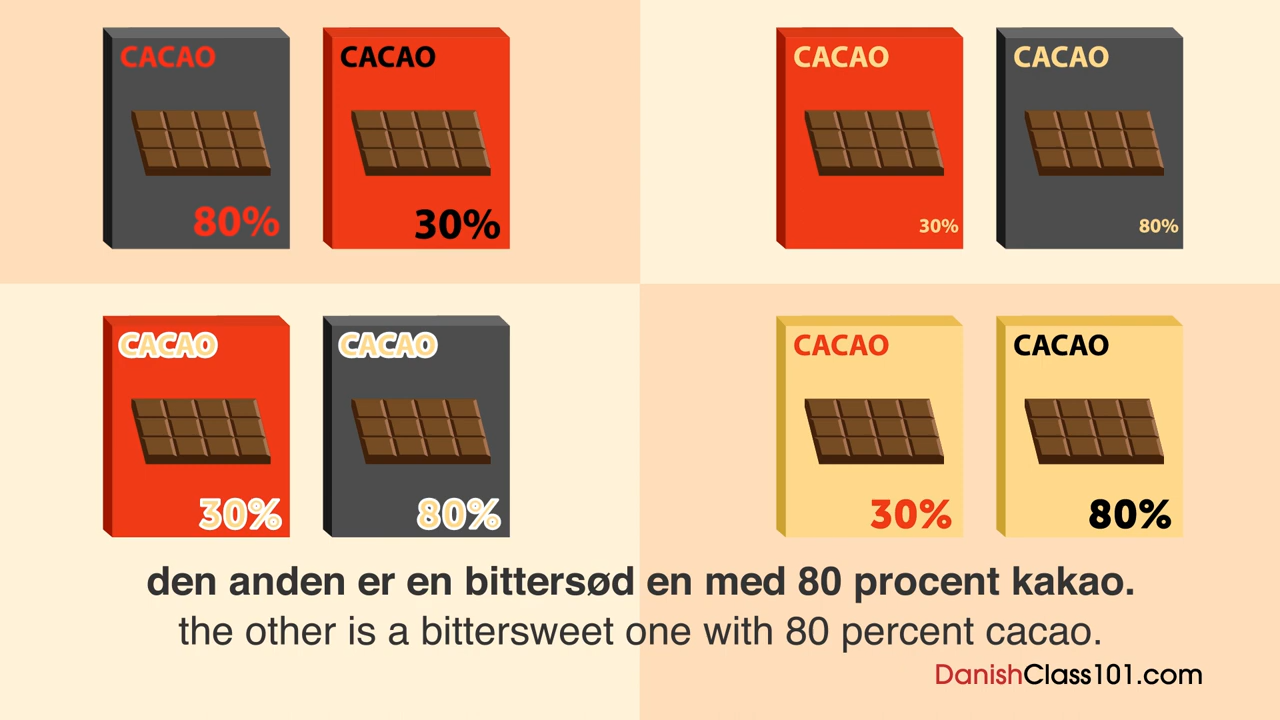 CACAO
80%
CACAO
30%
CACAO
30%
CACAO
80%
CACAO
30%
CACAO
80%
CACAO
30%
CACAO
80%
den anden er en bittersød en med 80 procent kakao.
the other is a bittersweet one with 80 percent cacao.
DanishClass101.com